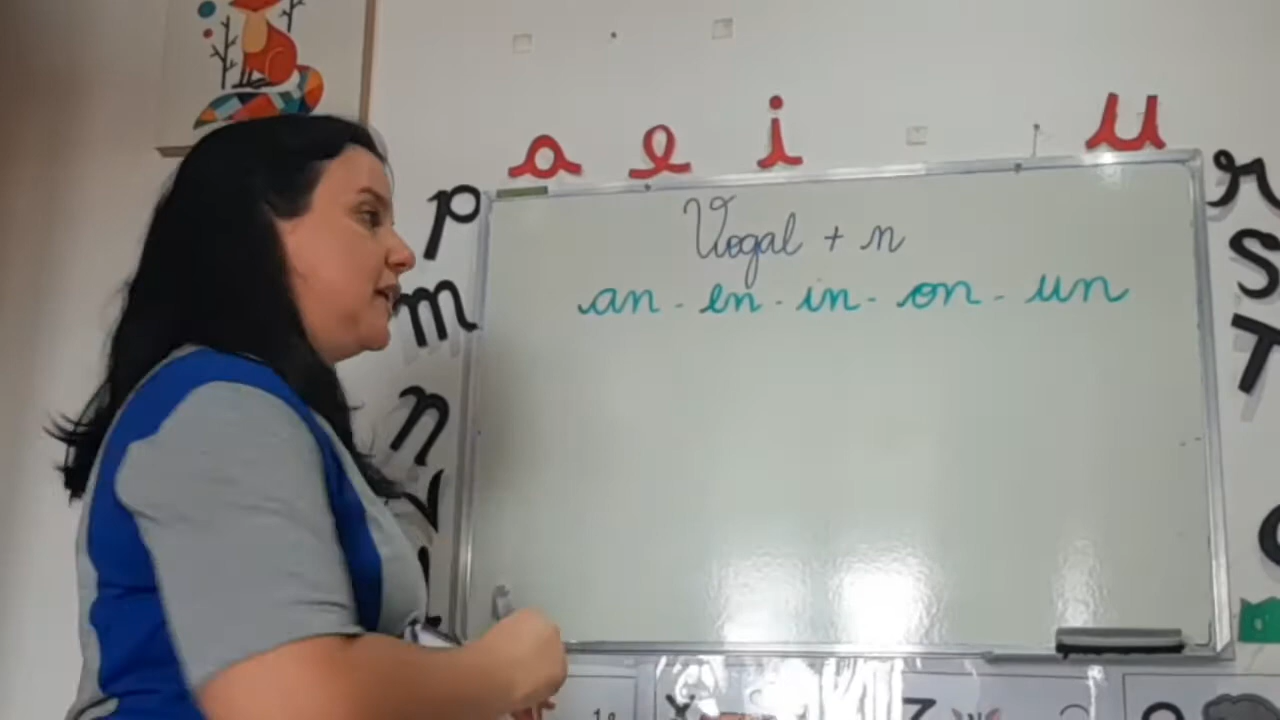 a e i u
Vogal + n
an - en - in - on - un
p
m
n
r
S
T